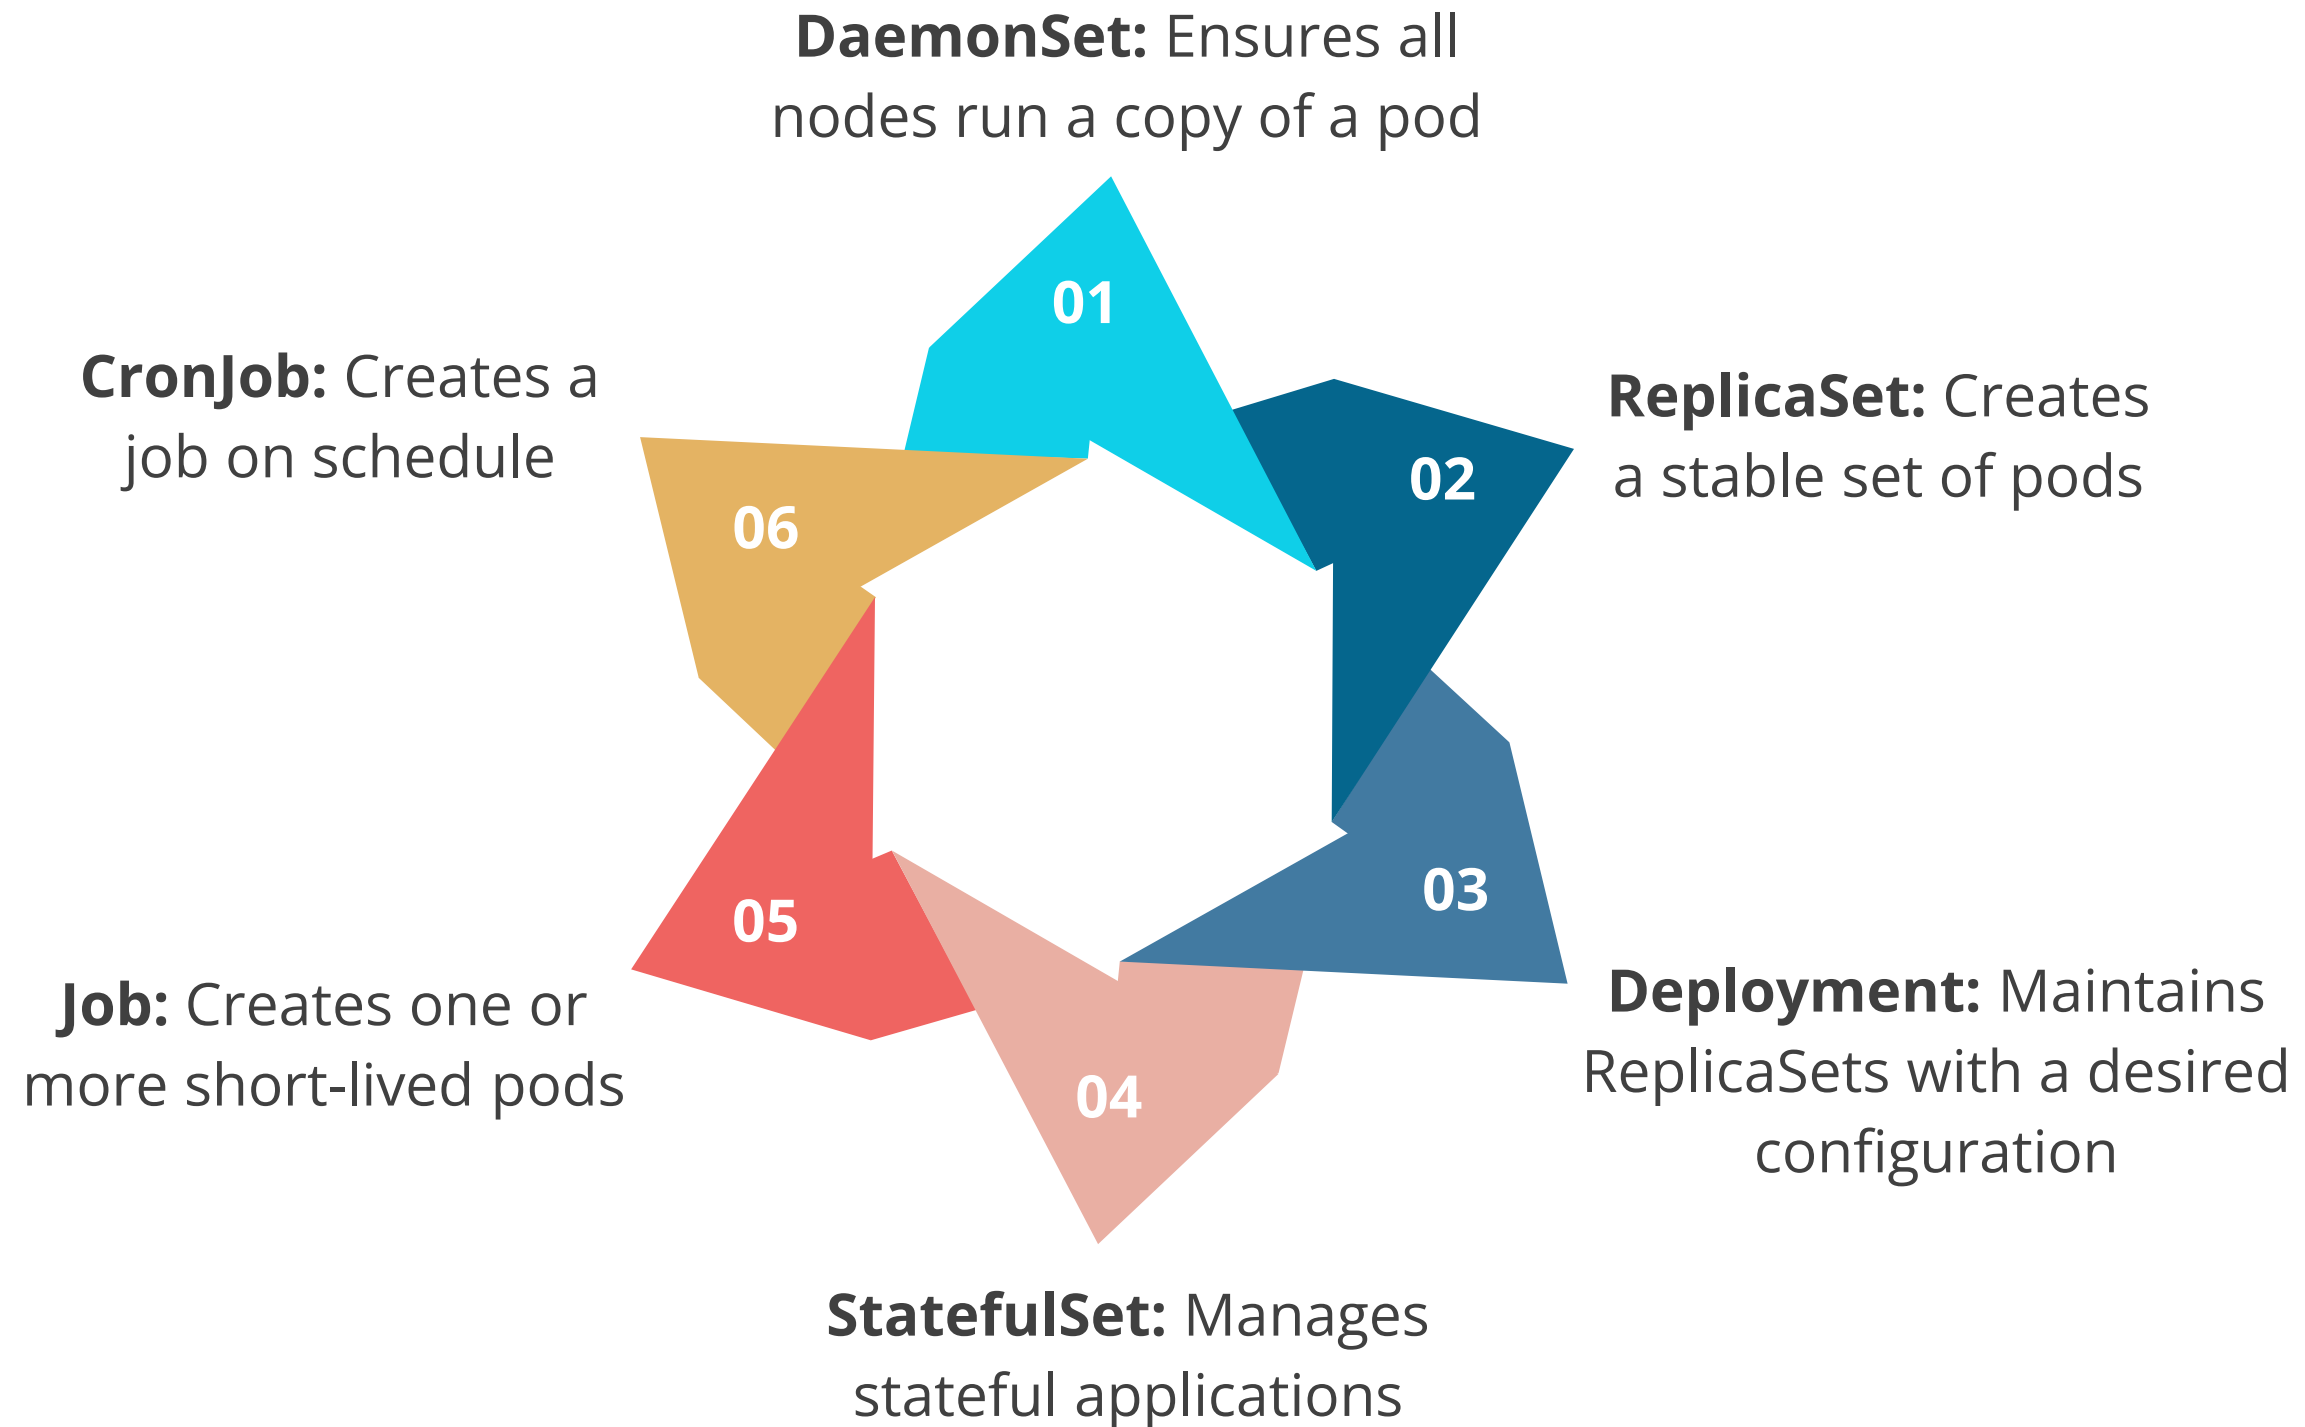 DaemonSet: Ensures all
nodes run a copy of a pod
01
ReplicaSet: Creates
a stable set of pods
02
03
Deployment: Maintains
ReplicaSets with a desired
configuration
04
StatefulSet: Manages
stateful applications
05
Job: Creates one or
more short-lived pods
CronJob: Creates a
job on schedule
06